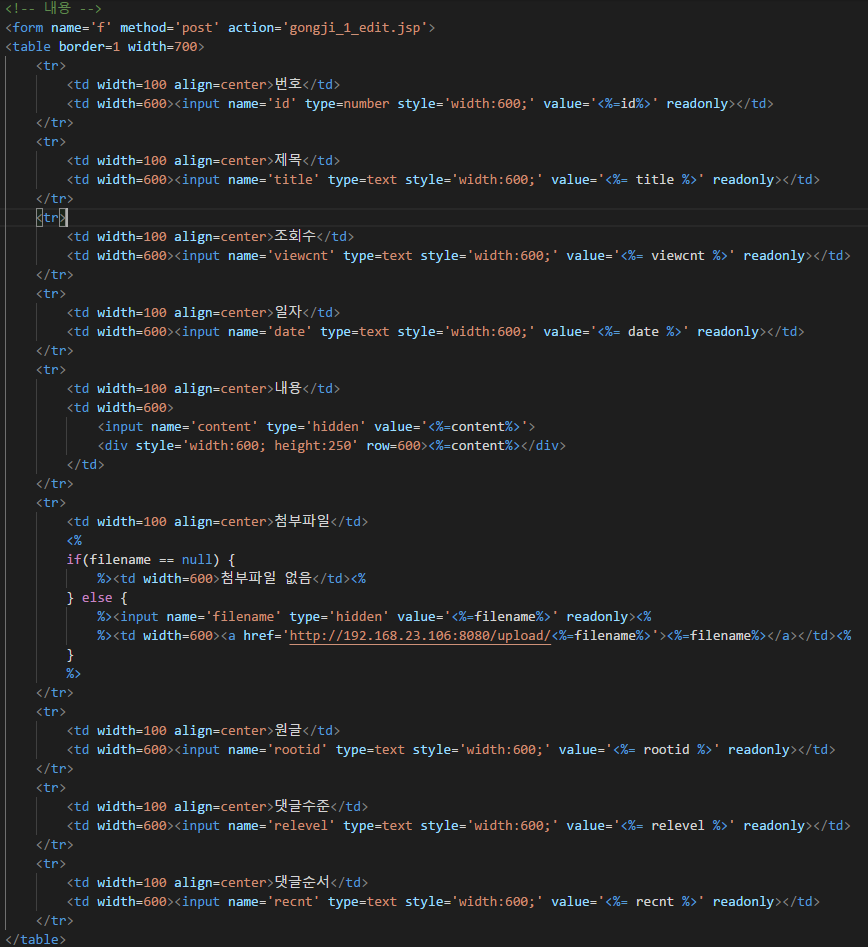 <!-- 내용 -->
<form name='f' method='post' action='gongji_1_edit.jsp'>
<table border=1 width=700>
    <tr>
        <td width=100 align=center>번호</td>
        <td width=600><input name='id' type=number style='width:600;' value='<%=id%>' readonly></td>
    </tr>
    <tr>
        <td width=100 align=center>제목</td>
        <td width=600><input name='title' type=text style='width:600;' value='<%= title %>' readonly></td>
    </tr>
    <tr>
        <td width=100 align=center>조회수</td>
        <td width=600><input name='viewcnt' type=text style='width:600;' value='<%= viewcnt %>' readonly></td>
    </tr>
    <tr>
        <td width=100 align=center>일자</td>
        <td width=600><input name='date' type=text style='width:600;' value='<%= date %>' readonly></td>
    </tr>
    <tr>
        <td width=100 align=center>내용</td>
        <td width=600>
            <input name='content' type='hidden' value='<%=content%>'>
            <div style='width:600; height:250' row=600><%=content%></div>
        </td>
    </tr>
    <tr>
        <td width=100 align=center>첨부파일</td>
        <%
        if(filename == null) {
            %><td width=600>첨부파일 없음</td><%
        } else {
            %><input name='filename' type='hidden' value='<%=filename%>' readonly><%
            %><td width=600><a href='http://192.168.23.106:8080/upload/<%=filename%>'><%=filename%></a></td><%
        }
        %>
    </tr>
    <tr>
        <td width=100 align=center>원글</td>
        <td width=600><input name='rootid' type=text style='width:600;' value='<%= rootid %>' readonly></td>
    </tr>
    <tr>
        <td width=100 align=center>댓글수준</td>
        <td width=600><input name='relevel' type=text style='width:600;' value='<%= relevel %>' readonly></td>
    </tr>
    <tr>
        <td width=100 align=center>댓글순서</td>
        <td width=600><input name='recnt' type=text style='width:600;' value='<%= recnt %>' readonly></td>
    </tr>
</table>